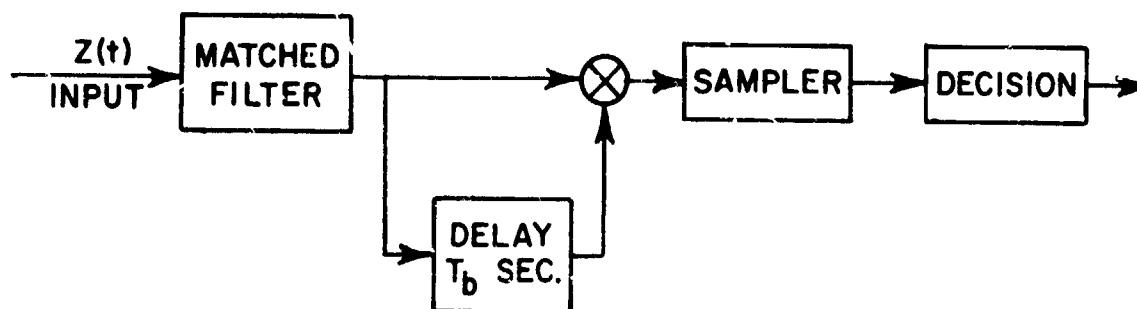 Z(t)
INPUT
MATCHED
FILTER
SAMPLER
DECISION
DELAY
T_b SEC.